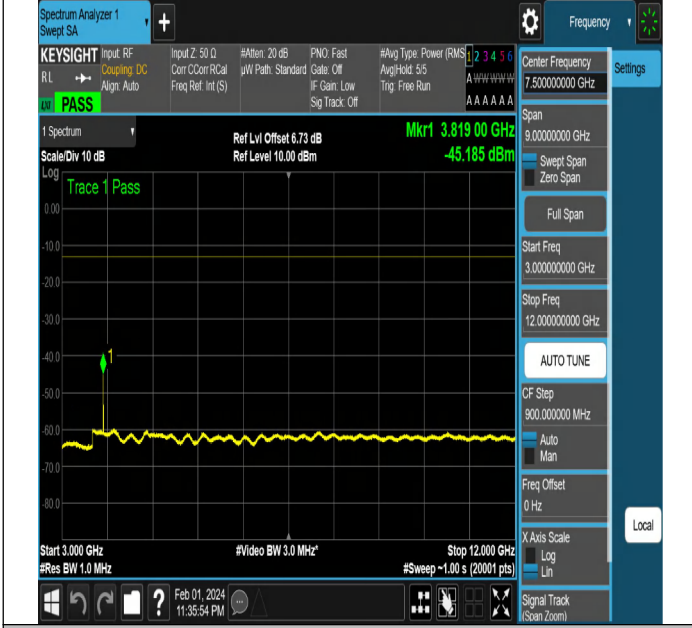 Spectrum Analyzer 1
Swept SA
+
Frequency
KEYSIGHT
RL
PASS
Input: RF
Coupling: DC
Align: Auto
Input Z: 50 Ω
Corr CCorr RCal
Freq Ref: Int (S)
#Atten: 20 dB
µW Path: Standard
PNO: Fast
Gate: Off
IF Gain: Low
Sig Track: Off
#Avg Type: Power (RMS
Avg|Hold: 5/5
Trig: Free Run
1 2 3 4 5 6
A W W W W W
A A A A A A
1 Spectrum
Scale/Div 10 dB
Ref Lvl Offset 6.73 dB
Ref Level 10.00 dBm
Mkr1 3.819 00 GHz
-45.185 dBm
Log
Trace 1 Pass
0.00
-10.0
-20.0
-30.0
-40.0
-50.0
-60.0
-70.0
-80.0
1
Start 3.000 GHz
#Res BW 1.0 MHz
#Video BW 3.0 MHz*
Stop 12.000 GHz
#Sweep ~1.00 s (20001 pts)
?
Feb 01, 2024
11:35:54 PM
Center Frequency
7.500000000 GHz
Settings
Span
9.00000000 GHz
Swept Span
Zero Span
Full Span
Start Freq
3.000000000 GHz
Stop Freq
12.000000000 GHz
AUTO TUNE
CF Step
900.000000 MHz
Auto
Man
Freq Offset
0 Hz
X Axis Scale
Log
Lin
Local
Signal Track
(Span Zoom)